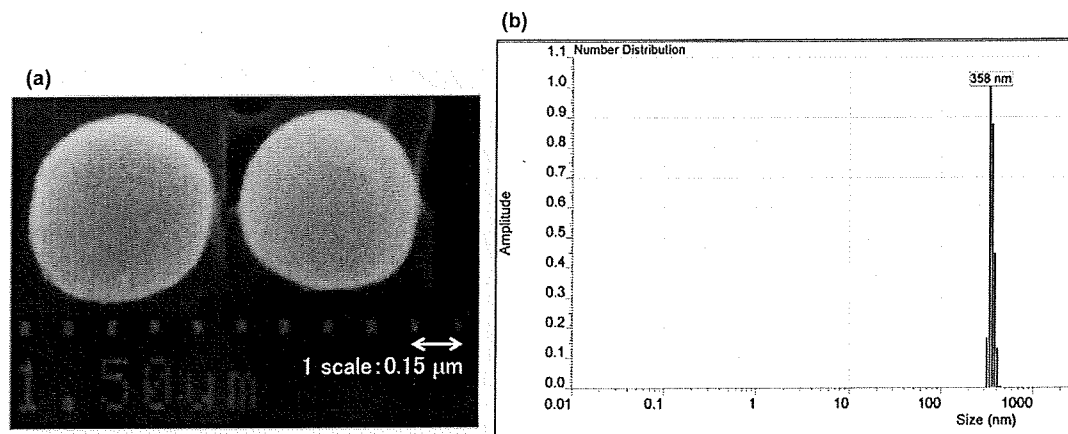 (a)
1 scale:0.15 μm
1.50um
(b)
Number Distribution
358 nm
Amplitude
1.1
1.0
0.9
0.8
0.7
0.6
0.5
0.4
0.3
0.2
0.1
0.0
0.01 0.1 1 10 100 1000
Size (nm)